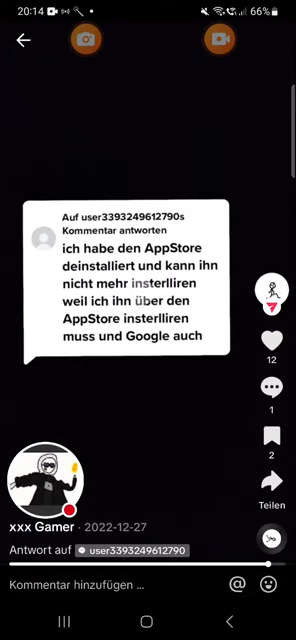 20:14
66%
Auf user3393249612790s
Kommentar antworten
ich habe den AppStore
deinstalliert und kann ihn
nicht mehr insterlliren
weil ich ihn über den
AppStore insterlliren
muss und Google auch
12
1
2
Teilen
xxx Gamer · 2022-12-27
Antwort auf user3393249612790
Kommentar hinzufügen ...